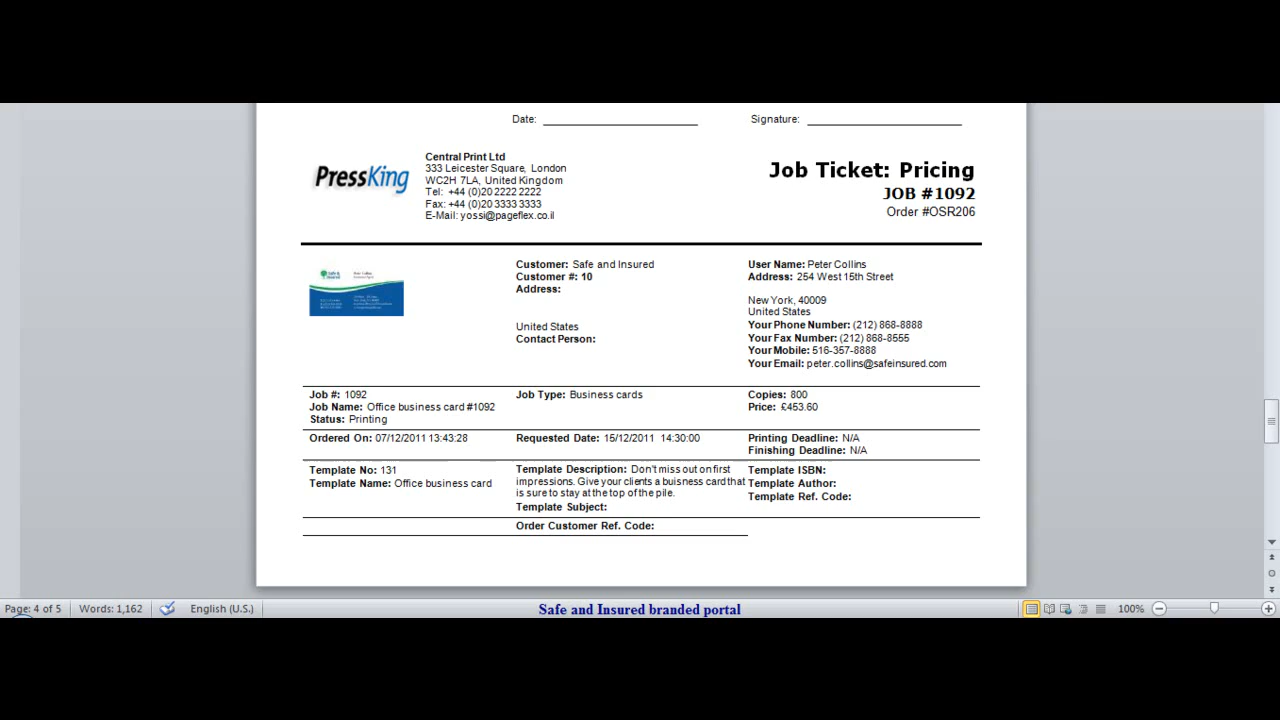 Date:
Signature:
PressKing
Central Print Ltd
333 Leicester Square, London
WC2H 7LA, United Kingdom
Tel: +44 (0)20 2222 2222
Fax: +44 (0)20 3333 3333
E-Mail: yossi@pageflex.co.il
Job Ticket: Pricing
JOB #1092
Order #OSR206
Customer: Safe and Insured
Customer #: 10
Address:
United States
Contact Person:
User Name: Peter Collins
Address: 254 West 15th Street
New York, 40009
United States
Your Phone Number: (212) 868-8888
Your Fax Number: (212) 868-8555
Your Mobile: 516-357-8888
Your Email: peter.collins@safeinsured.com
Job #: 1092
Job Name: Office business card #1092
Status: Printing
Job Type: Business cards
Copies: 800
Price: £453.60
Ordered On: 07/12/2011 13:43:28
Requested Date: 15/12/2011 14:30:00
Printing Deadline: N/A
Finishing Deadline: N/A
Template No: 131
Template Name: Office business card
Template Description: Don't miss out on first
impressions. Give your clients a buisness card that
is sure to stay at the top of the pile.
Template Subject:
Template ISBN:
Template Author:
Template Ref. Code:
Order Customer Ref. Code:
Page: 4 of 5
Words: 1,162
English (U.S.)
Safe and Insured branded portal
100%